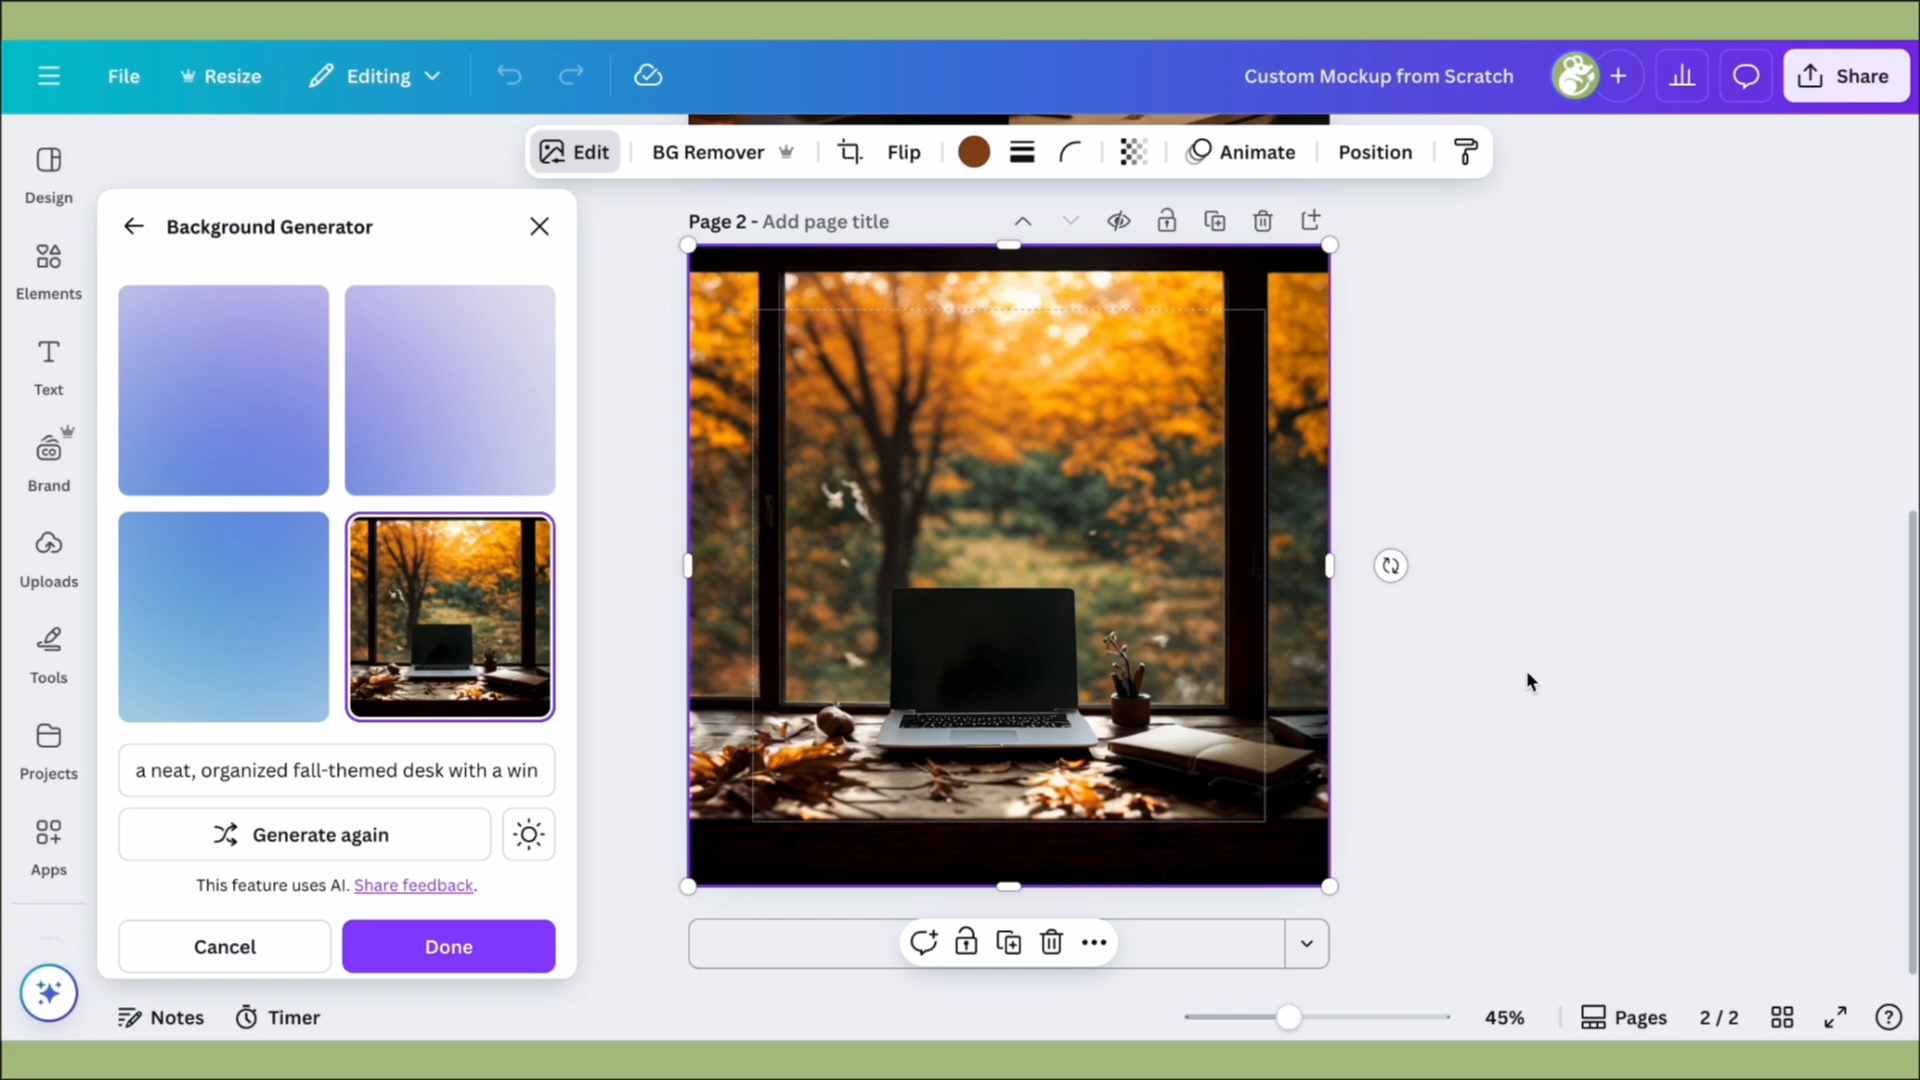 File
Resize
Editing
Custom Mockup from Scratch
Share
Edit
BG Remover
Flip
Animate
Position
Design
Elements
Text
CO
Brand
Uploads
Tools
Projects
Apps
Background Generator
Page 2 - Add page title
a neat, organized fall-themed desk with a win
Generate again
This feature uses AI. Share feedback.
Cancel
Done
Notes
Timer
45%
Pages
2 / 2